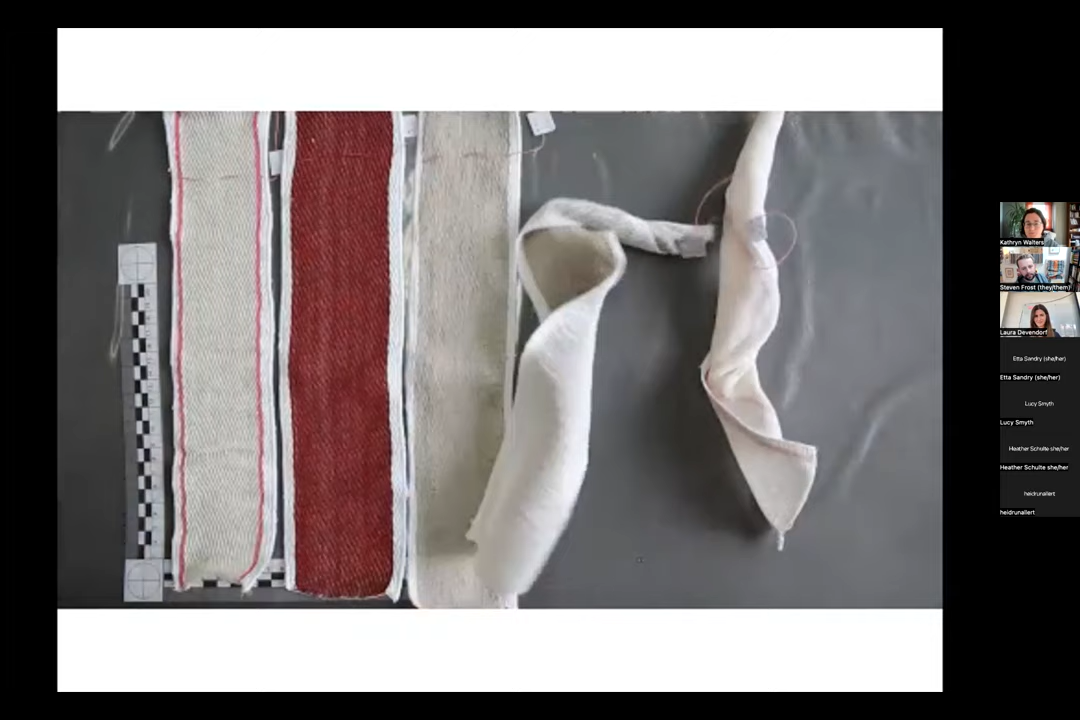 Kathryn Walters
Steven Frost (they/them)
Laura Devendorf
Etta Sandry (she/her)
Etta Sandry (she/her)
Lucy Smyth
Lucy Smyth
Heather Schulte she/her
Heather Schulte she/her
heidrunallert
heidrunallert